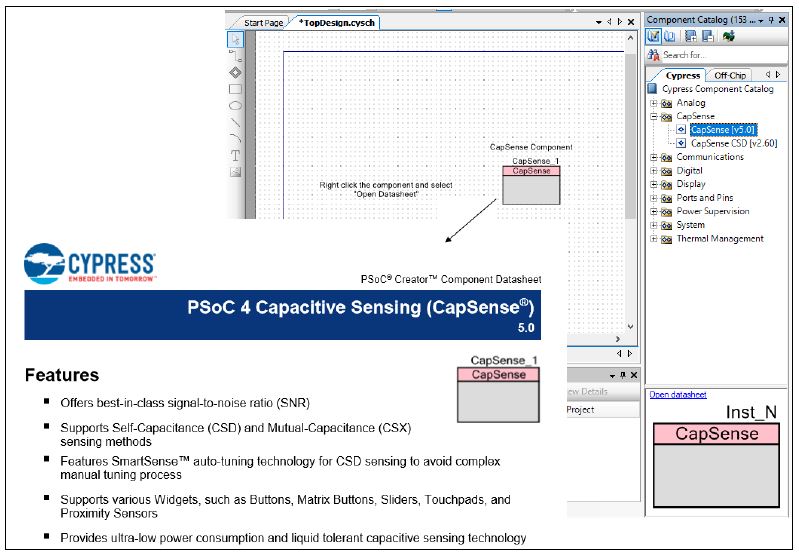 Start Page
*TopDesign.cysch
Component Catalog (153 ...
Search for...
Cypress
Off-Chip
Cypress Component Catalog
Analog
CapSense
CapSense [v5.0]
CapSense CSD [v2.60]
Communications
Digital
Display
Ports and Pins
Power Supervision
System
Thermal Management
CapSense Component
CapSense_1
CapSense
Right click the component and select
"Open Datasheet"
CYPRESS®
EMBEDDED IN TOMORROW™
PSoC® Creator™ Component Datasheet
PSoC 4 Capacitive Sensing (CapSense®)
5.0
CapSense_1
CapSense
Features
▪ Offers best-in-class signal-to-noise ratio (SNR)
▪ Supports Self-Capacitance (CSD) and Mutual-Capacitance (CSX)
sensing methods
▪ Features SmartSense™ auto-tuning technology for CSD sensing to avoid complex
manual tuning process
▪ Supports various Widgets, such as Buttons, Matrix Buttons, Sliders, Touchpads, and
Proximity Sensors
▪ Provides ultra-low power consumption and liquid tolerant capacitive sensing technology
Details
Project
Open datasheet
Inst_N
CapSense